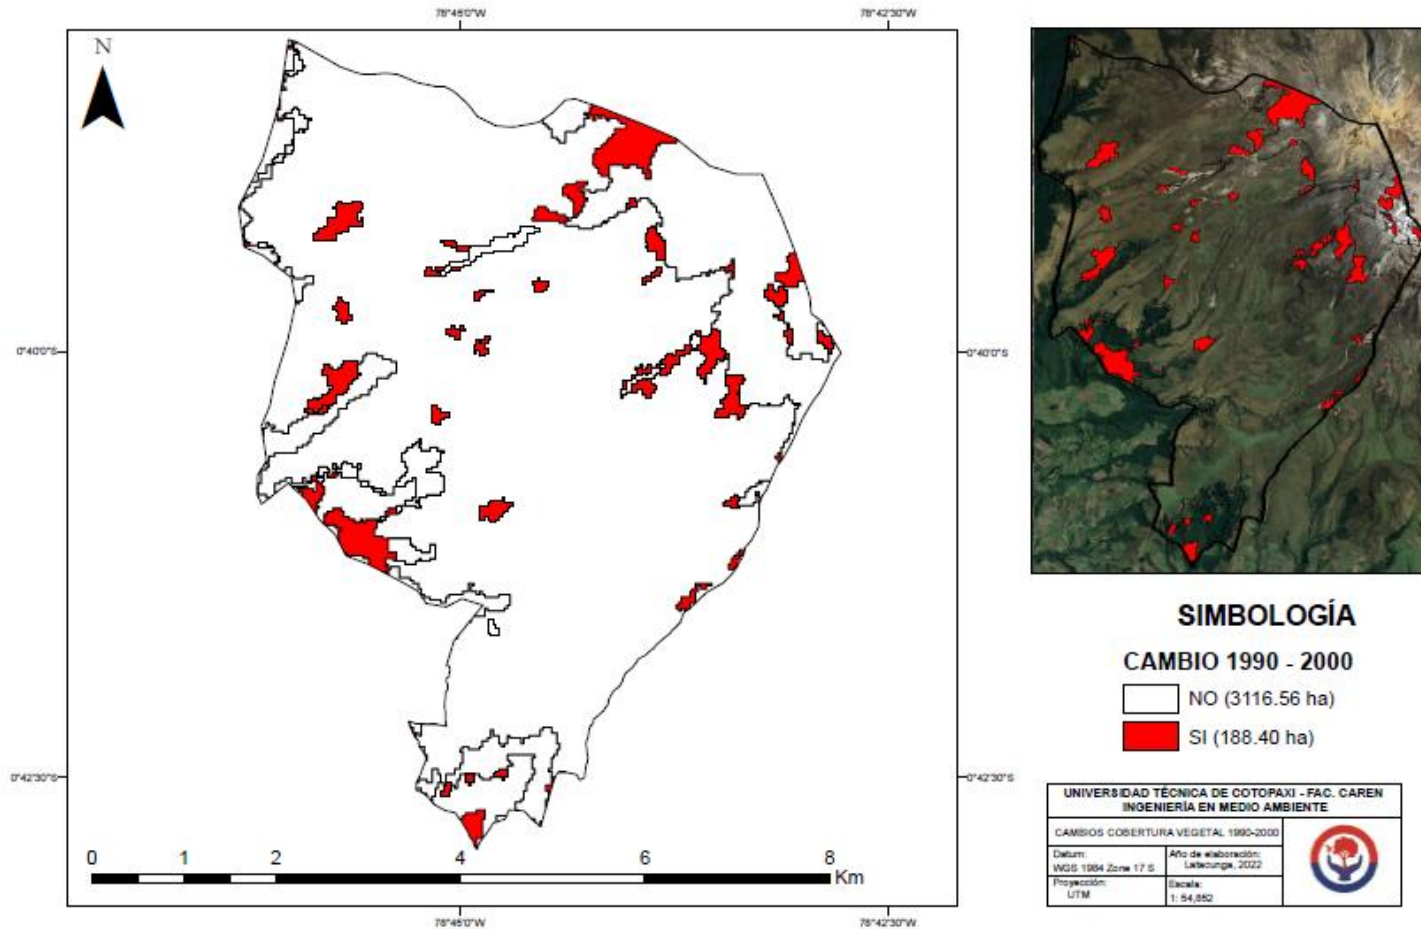 78°45'0"W
78°42'30"W
N
0°40'0"S
0°40'0"S
0°42'30"S
0°42'30"S
0 1 2 4 6 8
Km
78°45'0"W
78°42'30"W
SIMBOLOGÍA
CAMBIO 1990 - 2000
NO (3116.56 ha)
SI (188.40 ha)
UNIVERSIDAD TÉCNICA DE COTOPAXI - FAC. CAREN
INGENIERÍA EN MEDIO AMBIENTE
CAMBIOS COBERTURA VEGETAL 1990-2000
Datum:
WGS 1984 Zone 17 S
Año de elaboración:
Latacunga, 2022
Proyección:
UTM
Escala:
1: 54,852